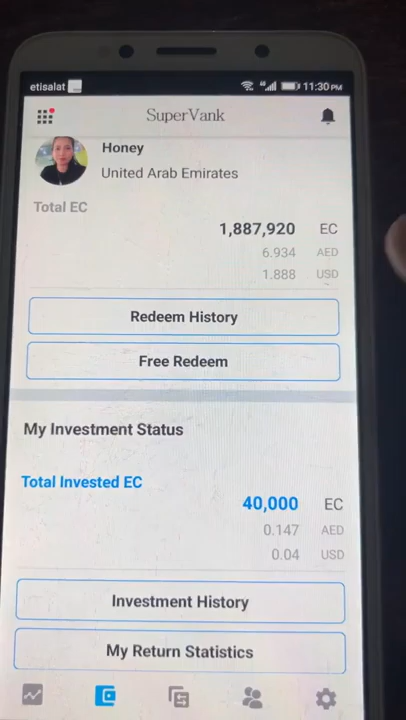 etisalat
11:30 PM
SuperVank
Honey
United Arab Emirates
Total EC
1,887,920 EC
6.934 AED
1.888 USD
Redeem History
Free Redeem
My Investment Status
Total Invested EC
40,000 EC
0.147 AED
0.04 USD
Investment History
My Return Statistics